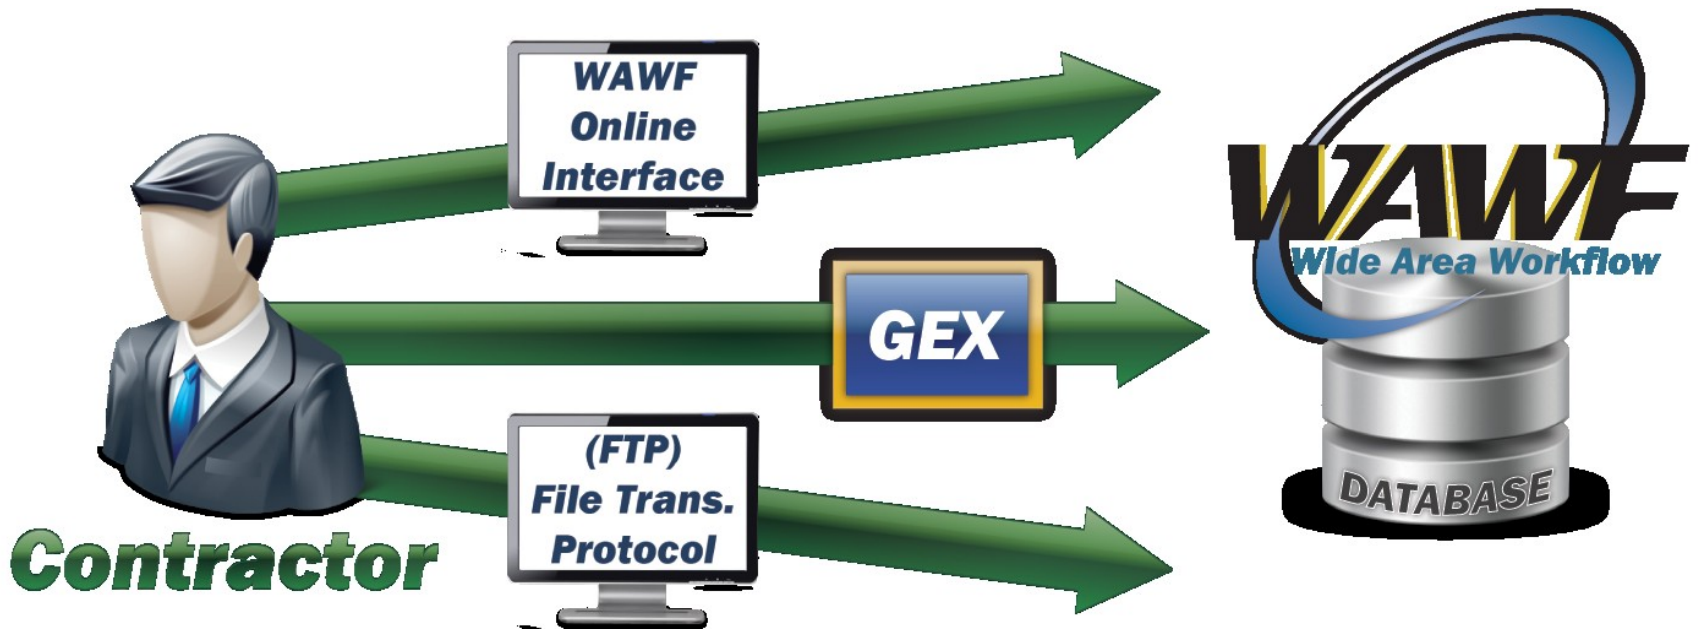 WAWF
Online
Interface
GEX
(FTP)
File Trans.
Protocol
Contractor
WAWF
Wide Area Workflow
DATABASE